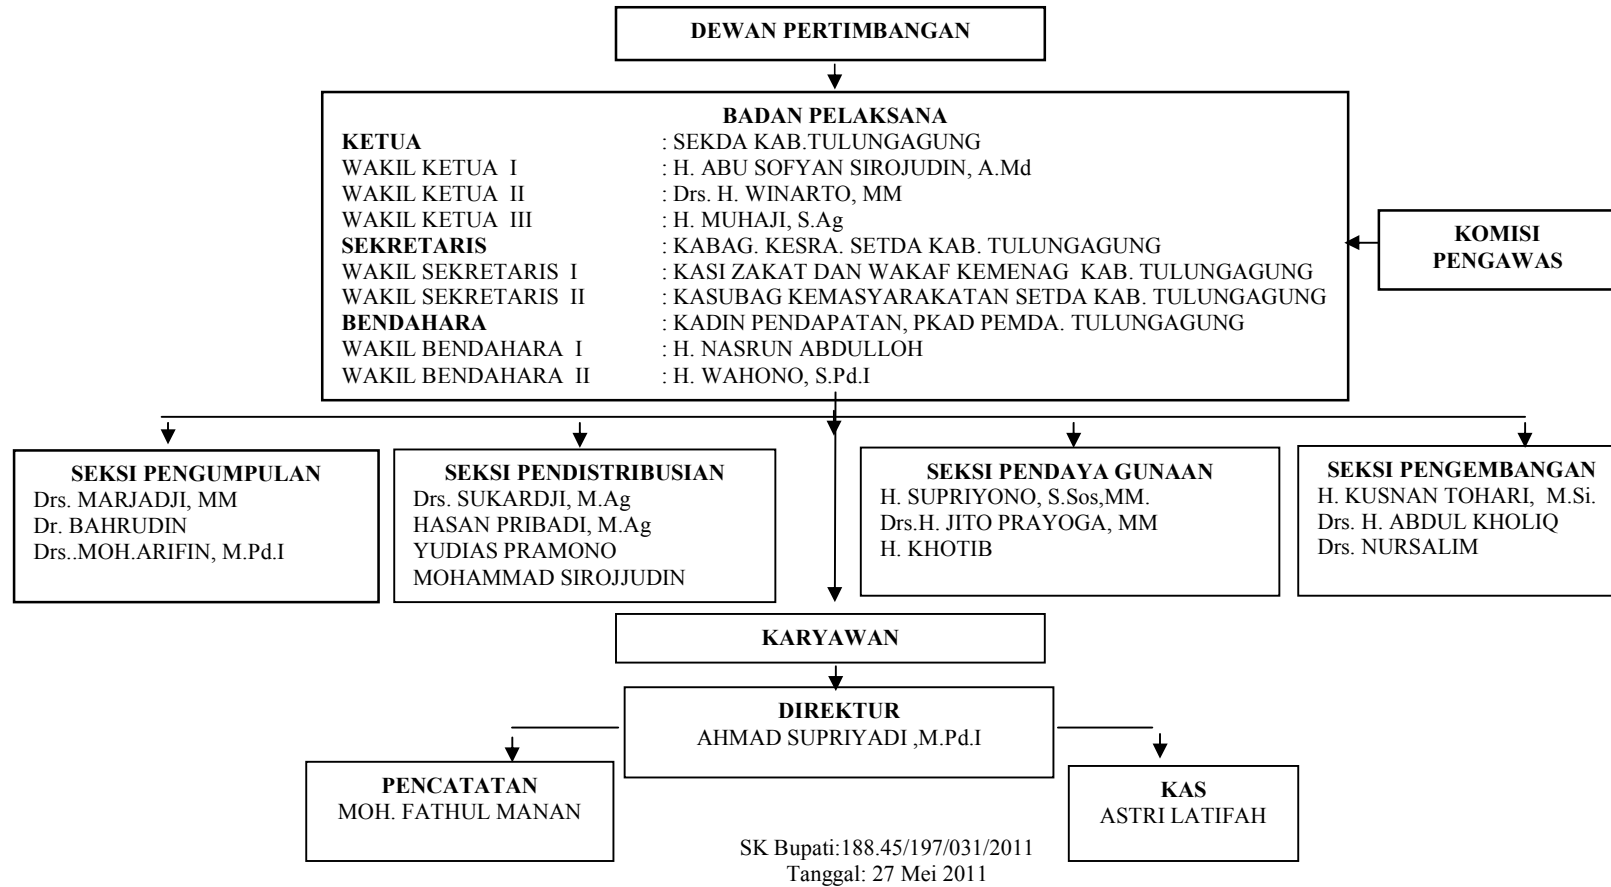 DEWAN PERTIMBANGAN
BADAN PELAKSANA
KETUA : SEKDA KAB.TULUNGAGUNG
WAKIL KETUA I : H. ABU SOFYAN SIROJUDIN, A.Md
WAKIL KETUA II : Drs. H. WINARTO, MM
WAKIL KETUA III : H. MUHAJI, S.Ag
SEKRETARIS : KABAG. KESRA. SETDA KAB. TULUNGAGUNG
WAKIL SEKRETARIS I : KASI ZAKAT DAN WAKAF KEMENAG KAB. TULUNGAGUNG
WAKIL SEKRETARIS II : KASUBAG KEMASYARAKATAN SETDA KAB. TULUNGAGUNG
BENDAHARA : KADIN PENDAPATAN, PKAD PEMDA. TULUNGAGUNG
WAKIL BENDAHARA I : H. NASRUN ABDULLOH
WAKIL BENDAHARA II : H. WAHONO, S.Pd.I
KOMISI
PENGAWAS
SEKSI PENGUMPULAN
Drs. MARJADJI, MM
Dr. BAHRUDIN
Drs..MOH.ARIFIN, M.Pd.I
SEKSI PENDISTRIBUSIAN
Drs. SUKARDJI, M.Ag
HASAN PRIBADI, M.Ag
YUDIAS PRAMONO
MOHAMMAD SIROJJUDIN
SEKSI PENDAYA GUNAAN
H. SUPRIYONO, S.Sos,MM.
Drs.H. JITO PRAYOGA, MM
H. KHOTIB
SEKSI PENGEMBANGAN
H. KUSNAN TOHARI, M.Si.
Drs. H. ABDUL KHOLIQ
Drs. NURSALIM
KARYAWAN
DIREKTUR
AHMAD SUPRIYADI ,M.Pd.I
PENCATATAN
MOH. FATHUL MANAN
KAS
ASTRI LATIFAH
SK Bupati:188.45/197/031/2011
Tanggal: 27 Mei 2011